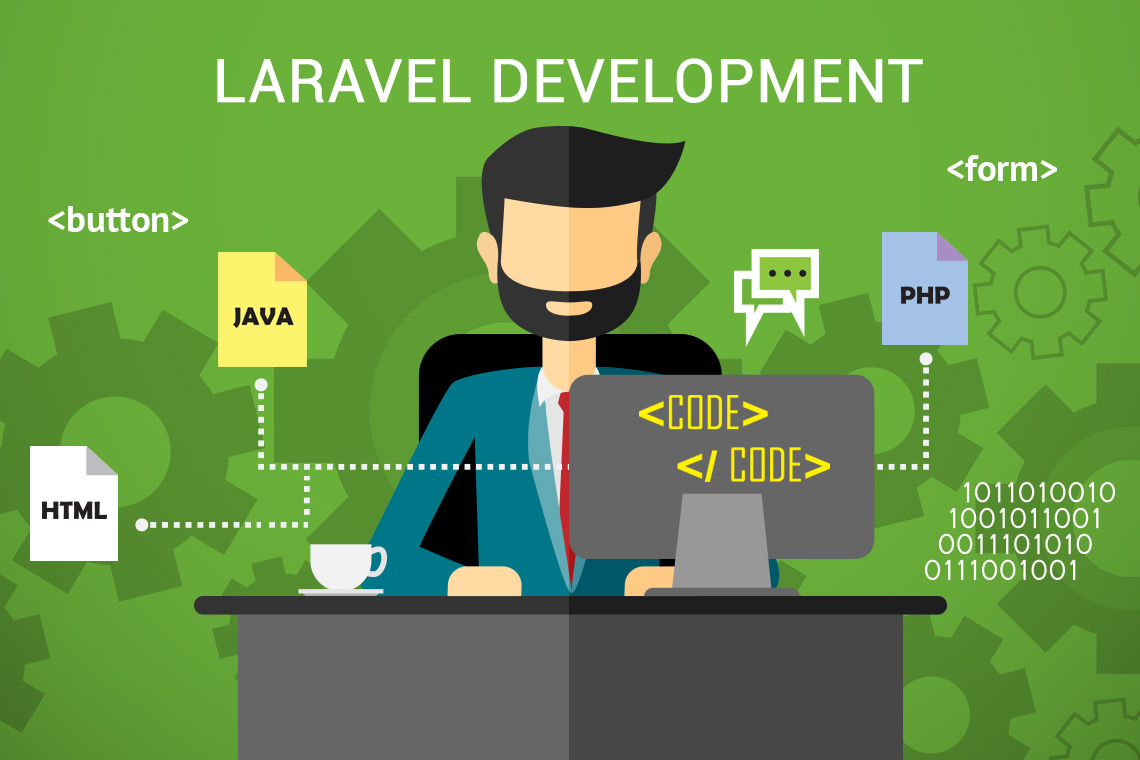 LARAVEL DEVELOPMENT
<form>
<button>
JAVA
PHP
<CODE>
</ CODE>
HTML
1011010010
1001011001
0011101010
0111001001